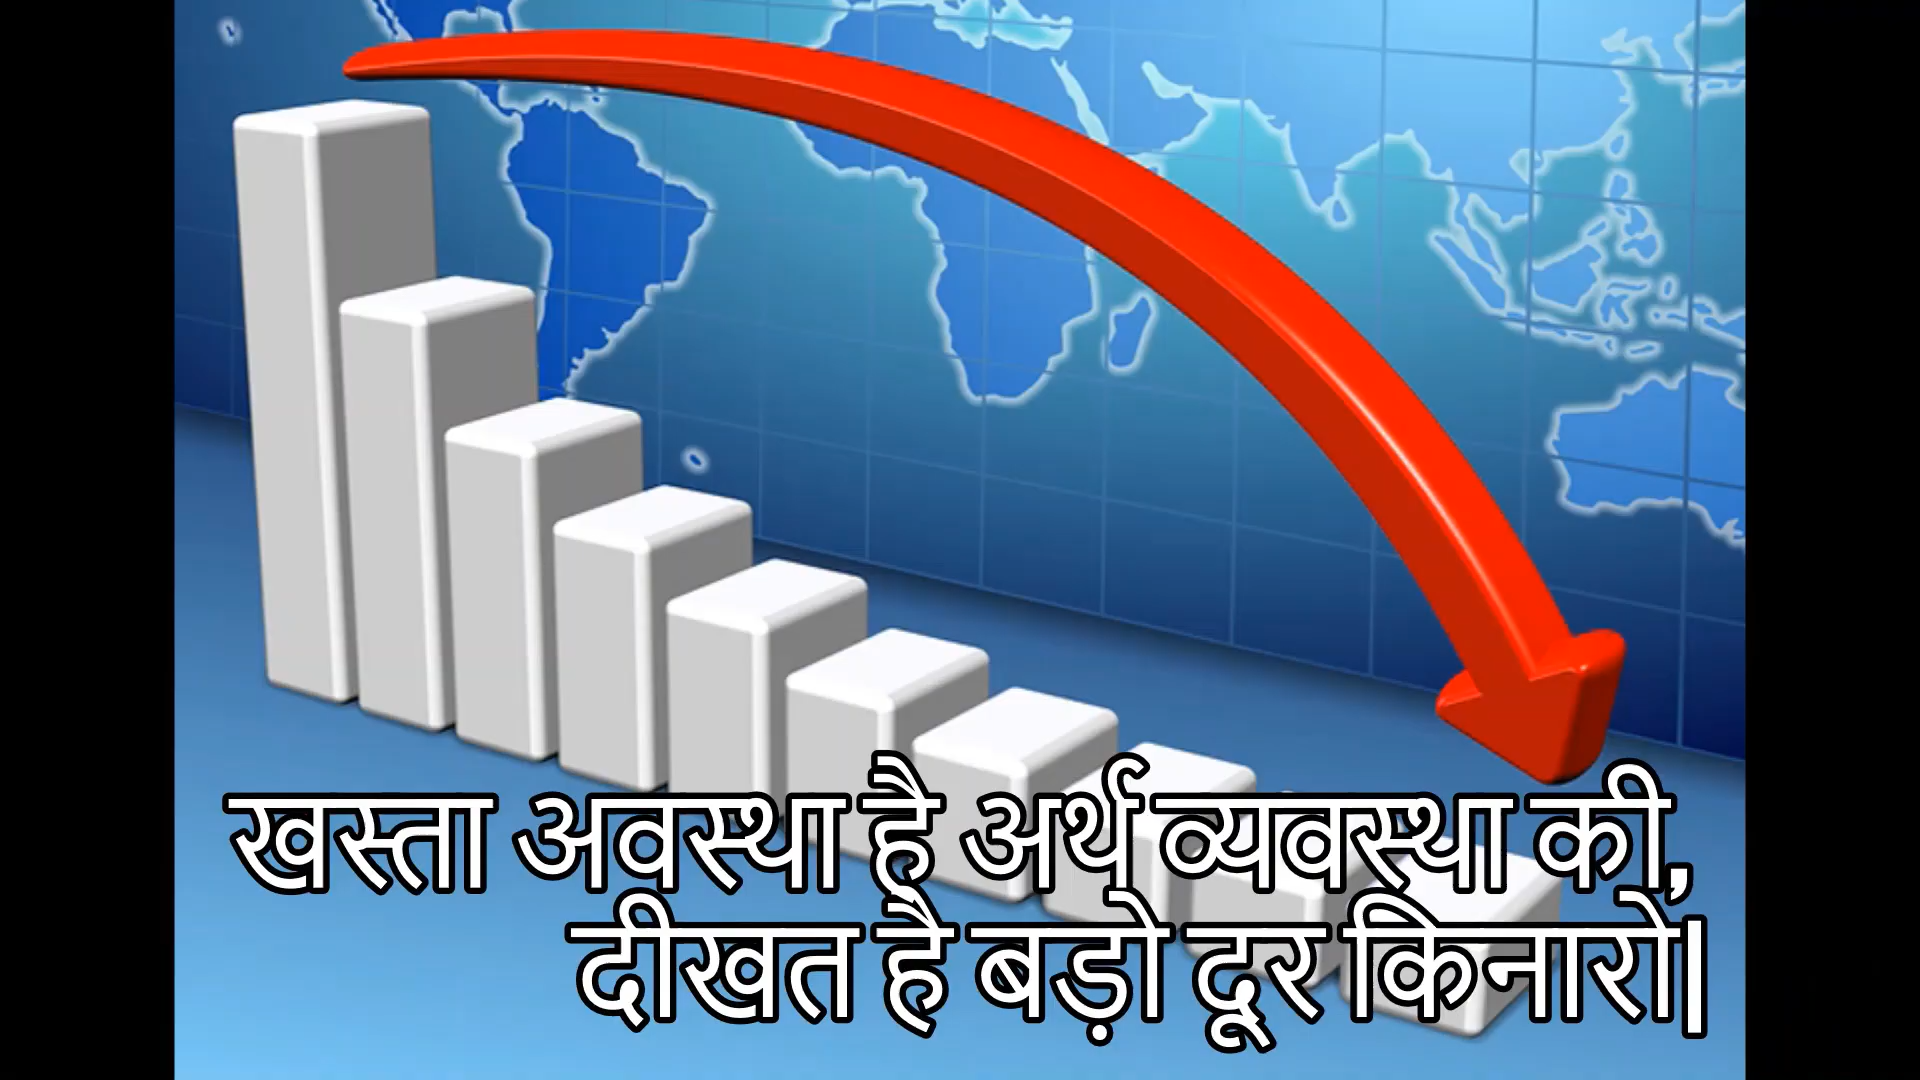 खस्ता अवस्था है अर्थ व्यवस्था की,
दीखत है बड़ो दूर किनारो|